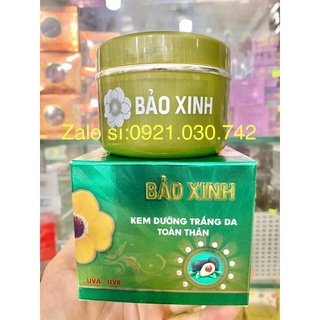 BẢO XINH
Zalo sỉ:0921.030.742
BẢO XINH
KEM DƯỠNG TRẮNG DA
TOÀN THÂN
UVA UVB